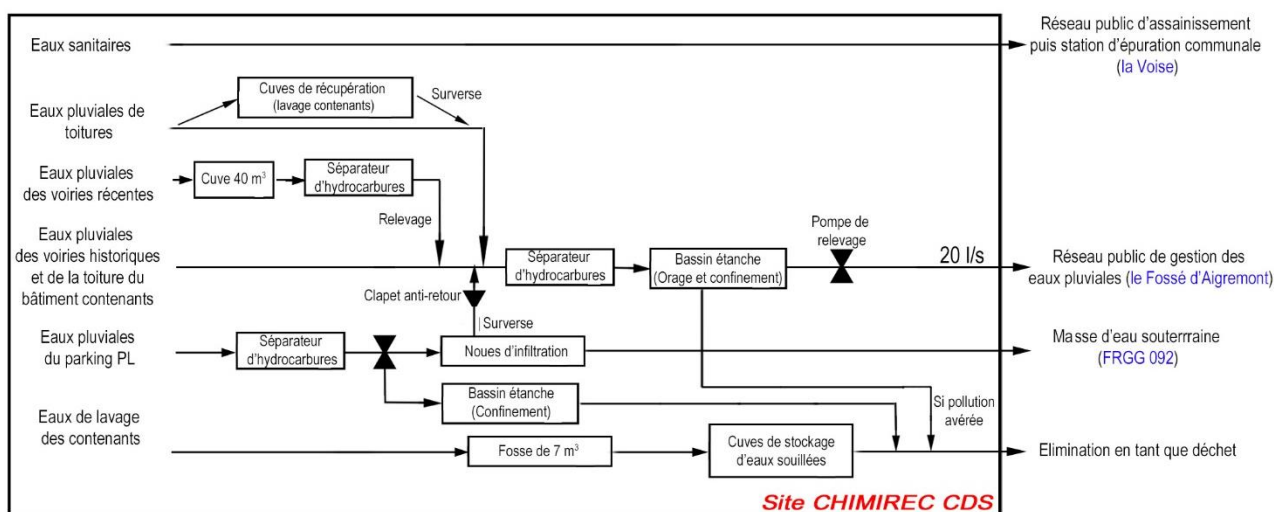 Eaux sanitaires
Réseau public d'assainissement
puis station d'épuration communale
(la Voise)
Eaux pluviales de
toitures
Cuves de récupération
(lavage contenants)
Surverse
Eaux pluviales
des voiries récentes
Cuve 40 m³
Séparateur
d'hydrocarbures
Relevage
Eaux pluviales
des voiries historiques
et de la toiture du
bâtiment contenants
Séparateur
d'hydrocarbures
Bassin étanche
(Orage et confinement)
Pompe de
relevage
20 l/s
Réseau public de gestion des
eaux pluviales (le Fossé d'Aigremont)
Clapet anti-retour
Surverse
Eaux pluviales
du parking PL
Séparateur
d'hydrocarbures
Noues d'infiltration
Masse d'eau souterrraine
(FRGG 092)
Bassin étanche
(Confinement)
Si pollution
avérée
Eaux de lavage
des contenants
Fosse de 7 m³
Cuves de stockage
d'eaux souillées
Elimination en tant que déchet
Site CHIMIREC CDS